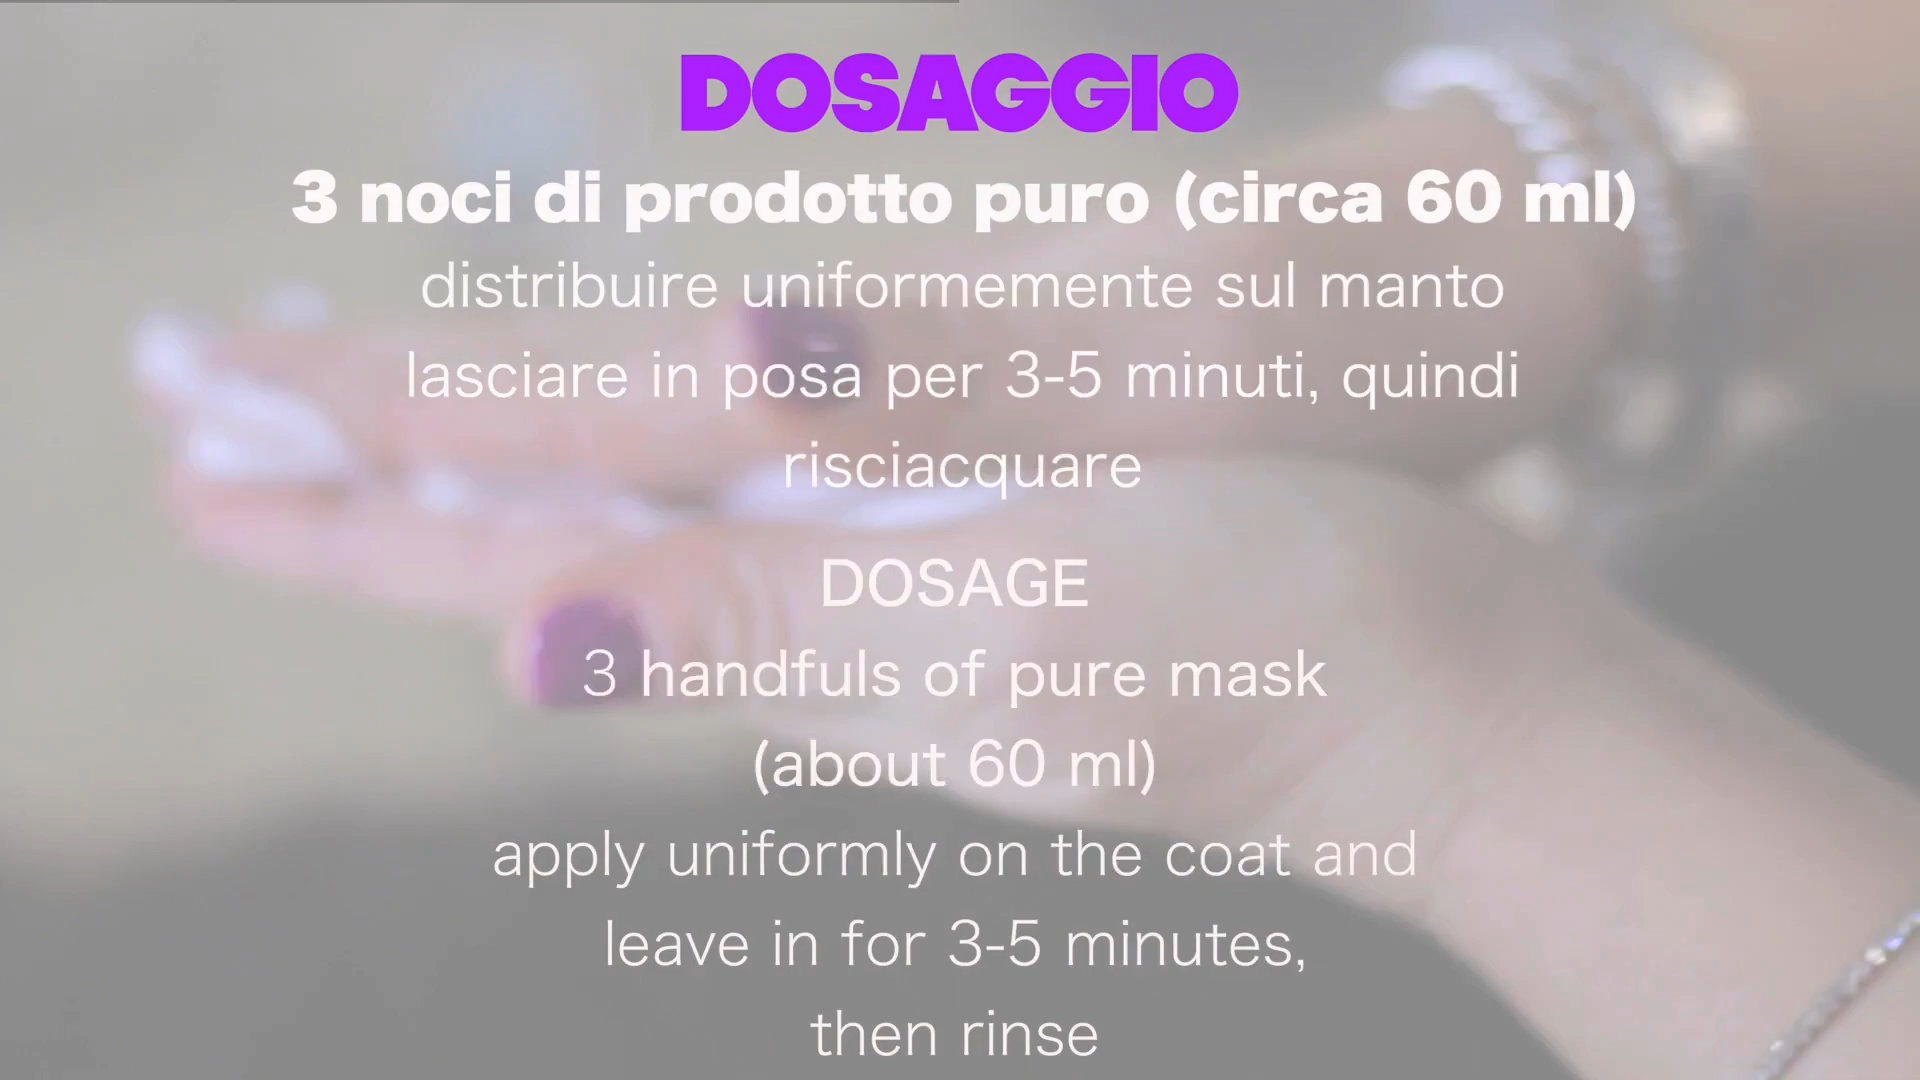 DOSAGGIO
3 noci di prodotto puro (circa 60 ml)
distribuire uniformemente sul manto
lasciare in posa per 3-5 minuti, quindi
risciacquare
DOSAGE
3 handfuls of pure mask
(about 60 ml)
apply uniformly on the coat and
leave in for 3-5 minutes,
then rinse